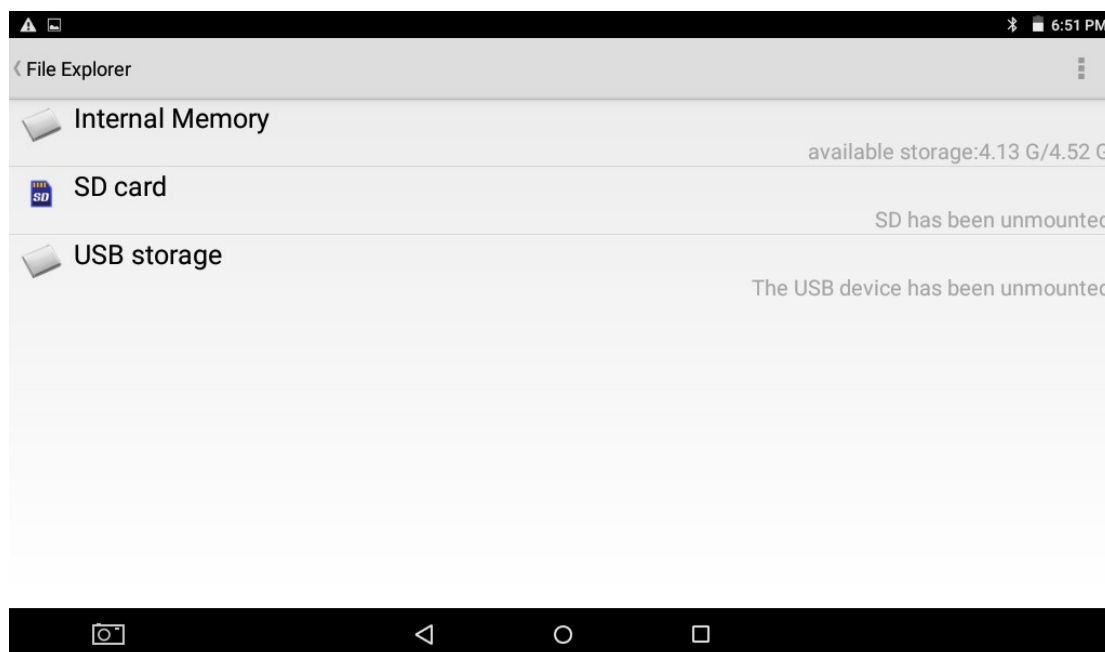 6:51 PM
File Explorer
Internal Memory
available storage:4.13 G/4.52 G
SD
SD card
SD has been unmounted
USB storage
The USB device has been unmounted